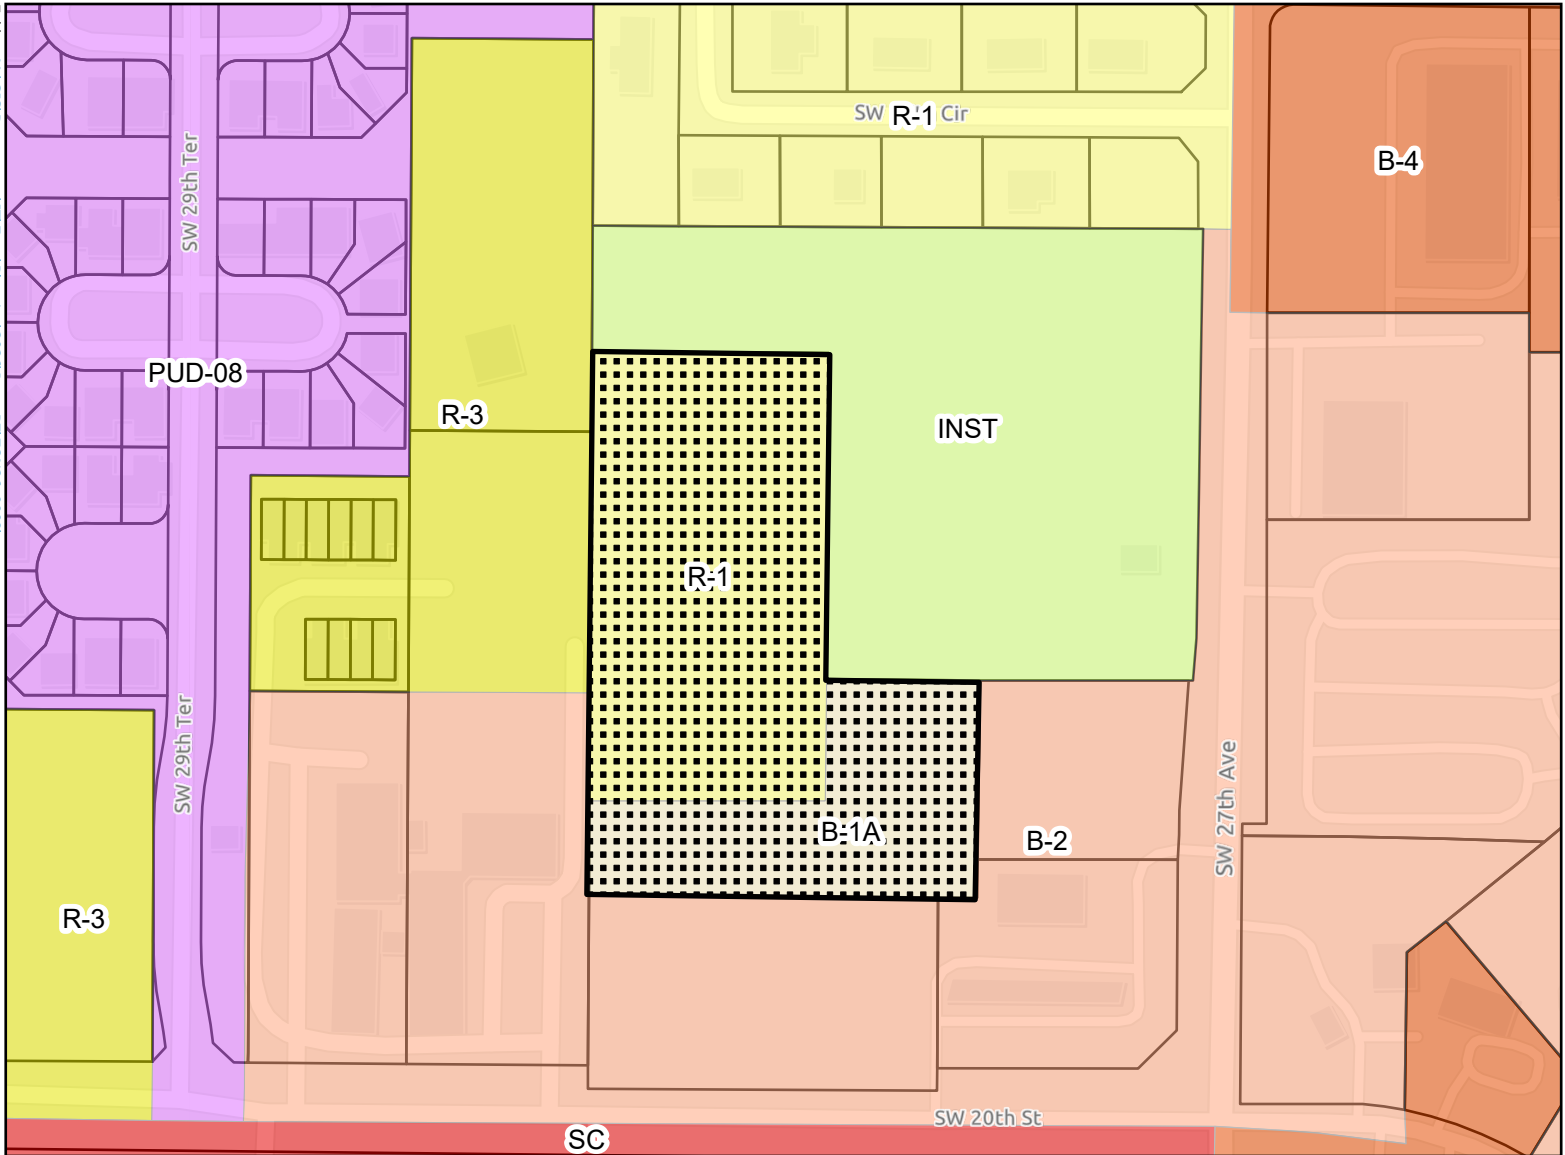 SW Cir
R-1
B-4
SW 29th Ter
PUD-08
R-3
INST
R-1
SW 29th Ter
SW 27th Ave
B-1A
B-2
R-3
SW 20th St
SC